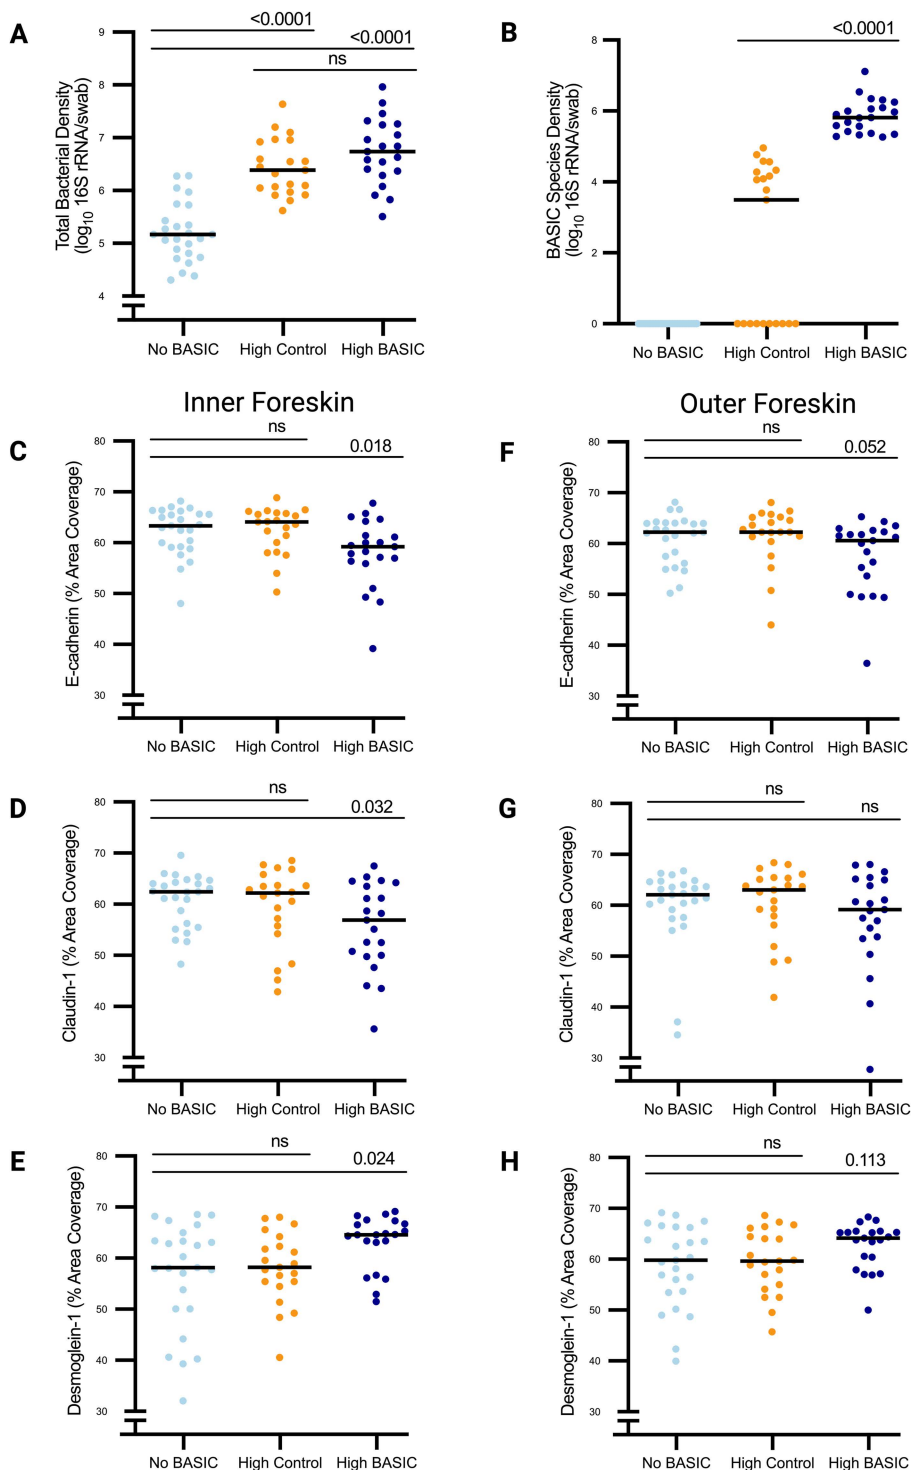 A
<0.0001
<0.0001
ns
9
8
7
6
5
4
Total Bacterial Density
(log10 16S rRNA/swab)
No BASIC
High Control
High BASIC
B
<0.0001
8
6
4
2
0
BASIC Species Density
(log10 16S rRNA/swab)
No BASIC
High Control
High BASIC
Inner Foreskin
Outer Foreskin
C
ns
0.018
80
70
60
50
40
30
E-cadherin (% Area Coverage)
No BASIC
High Control
High BASIC
F
ns
0.052
80
70
60
50
40
30
E-cadherin (% Area Coverage)
No BASIC
High Control
High BASIC
D
ns
0.032
80
70
60
50
40
30
Claudin-1 (% Area Coverage)
No BASIC
High Control
High BASIC
G
ns
ns
80
70
60
50
40
30
Claudin-1 (% Area Coverage)
No BASIC
High Control
High BASIC
E
ns
0.024
80
70
60
50
40
30
Desmoglein-1 (% Area Coverage)
No BASIC
High Control
High BASIC
H
ns
0.113
80
70
60
50
40
30
Desmoglein-1 (% Area Coverage)
No BASIC
High Control
High BASIC